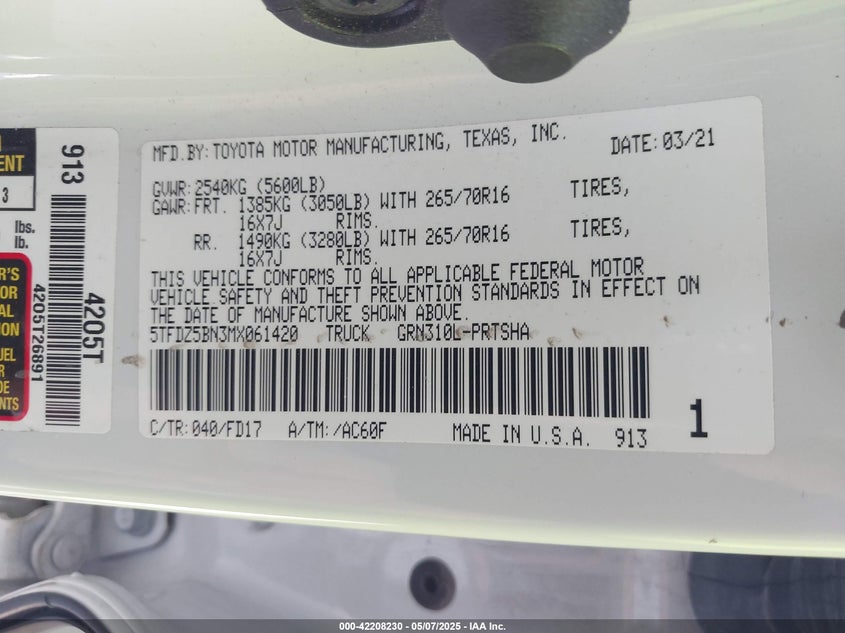 MFD.BY:TOYOTA MOTOR MANUFACTURING, TEXAS, INC. DATE:03/21
GVWR:2540KG (5600LB)
GAWR:FRT. 1385KG (3050LB) WITH 265/70R16 TIRES,
16X7J RIMS.
RR. 1490KG (3280LB) WITH 265/70R16 TIRES,
16X7J RIMS.
THIS VEHICLE CONFORMS TO ALL APPLICABLE FEDERAL MOTOR
VEHICLE SAFETY AND THEFT PREVENTION STANDARDS IN EFFECT ON
THE DATE OF MANUFACTURE SHOWN ABOVE.
5TFDZ5BN3MX061420 TRUCK GRN310L-PRTSHA
C/TR:040/FD17 A/TM:/AC60F MADE IN U.S.A. 913 1
913
4205T
4205T26891
3
lbs.
lb.
000-42208230 - 05/07/2025 - IAA Inc.